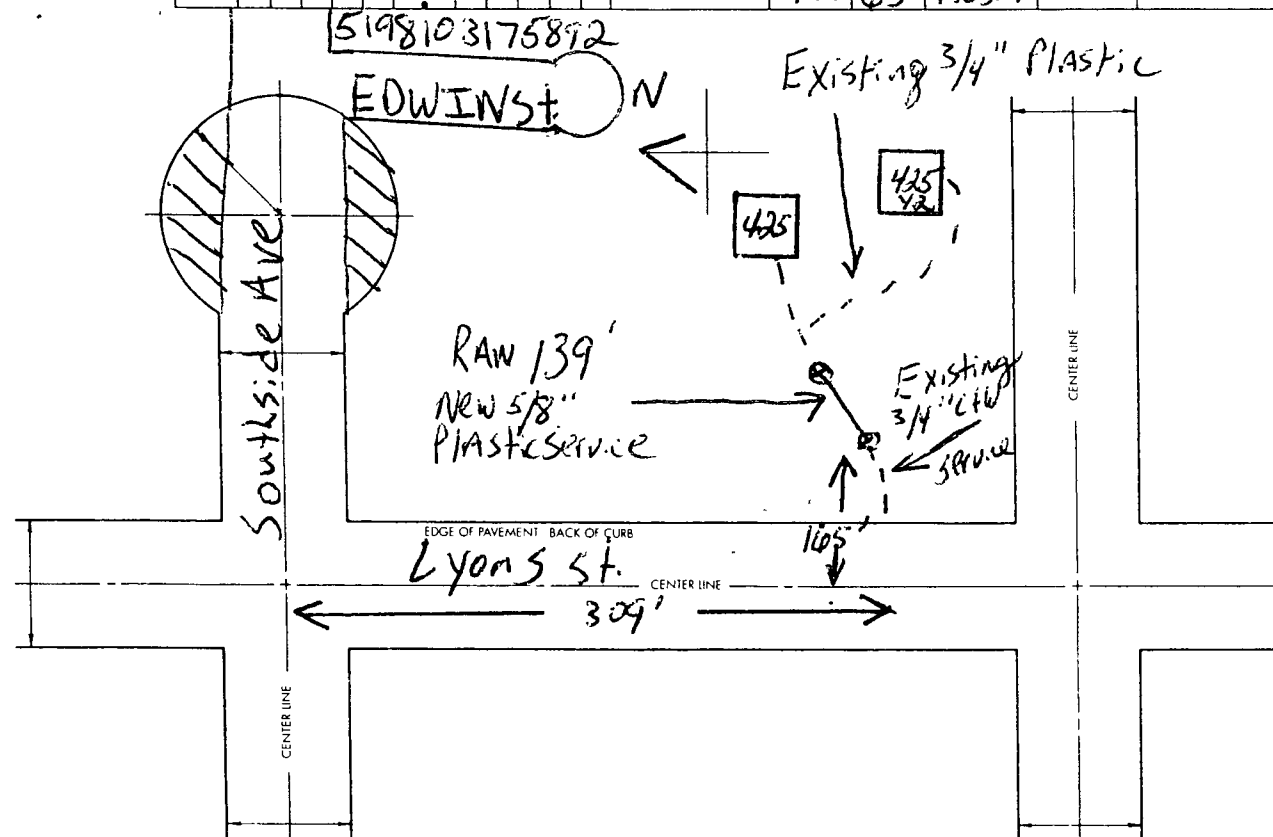 5198103175892
EDWIN St.
N
Existing 3/4" Plastic
425
425
1/2
Southside Ave
RAW 139'
New 5/8"
Plastic Service
Existing
3/4"
Service
CENTER LINE
EDGE OF PAVEMENT BACK OF CURB
165'
Lyons St.
CENTER LINE
309'
CENTER LINE